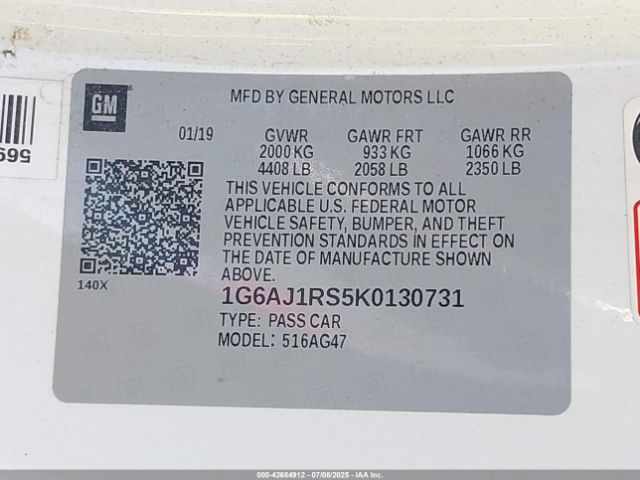 GM
MFD BY GENERAL MOTORS LLC
01/19 GVWR GAWR FRT GAWR RR
2000 KG 933 KG 1066 KG
4408 LB 2058 LB 2350 LB
THIS VEHICLE CONFORMS TO ALL
APPLICABLE U.S. FEDERAL MOTOR
VEHICLE SAFETY, BUMPER, AND THEFT
PREVENTION STANDARDS IN EFFECT ON
THE DATE OF MANUFACTURE SHOWN
ABOVE.
140X
1G6AJ1RS5K0130731
TYPE: PASS CAR
MODEL: 516AG47
000-42684912 - 07/08/2025 - IAA Inc.